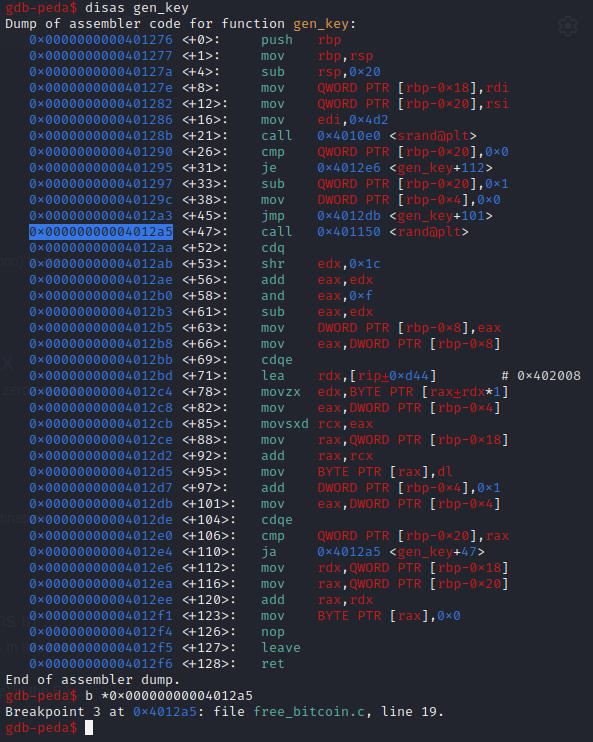 gdb-peda$ disas gen_key
Dump of assembler code for function gen_key:
   0x0000000000401276 <+0>:     push   rbp
   0x0000000000401277 <+1>:     mov    rbp,rsp
   0x000000000040127a <+4>:     sub    rsp,0x20
   0x000000000040127e <+8>:     mov    QWORD PTR [rbp-0x18],rdi
   0x0000000000401282 <+12>:    mov    QWORD PTR [rbp-0x20],rsi
   0x0000000000401286 <+16>:    mov    edi,0x4d2
   0x000000000040128b <+21>:    call   0x4010e0 <srand@plt>
   0x0000000000401290 <+26>:    cmp    QWORD PTR [rbp-0x20],0x0
   0x0000000000401295 <+31>:    je     0x4012e6 <gen_key+112>
   0x0000000000401297 <+33>:    sub    QWORD PTR [rbp-0x20],0x1
   0x000000000040129c <+38>:    mov    DWORD PTR [rbp-0x4],0x0
   0x00000000004012a3 <+45>:    jmp    0x4012db <gen_key+101>
   0x00000000004012a5 <+47>:    call   0x401150 <rand@plt>
   0x00000000004012aa <+52>:    cdq
   0x00000000004012ab <+53>:    shr    edx,0x1c
   0x00000000004012ae <+56>:    add    eax,edx
   0x00000000004012b0 <+58>:    and    eax,0xf
   0x00000000004012b3 <+61>:    sub    eax,edx
   0x00000000004012b5 <+63>:    mov    DWORD PTR [rbp-0x8],eax
   0x00000000004012b8 <+66>:    mov    eax,DWORD PTR [rbp-0x8]
   0x00000000004012bb <+69>:    cdqe
   0x00000000004012bd <+71>:    lea    rdx,[rip+0xd44]        # 0x402008
   0x00000000004012c4 <+78>:    movzx  edx,BYTE PTR [rax+rdx*1]
   0x00000000004012c8 <+82>:    mov    eax,DWORD PTR [rbp-0x4]
   0x00000000004012cb <+85>:    movsxd rcx,eax
   0x00000000004012ce <+88>:    mov    rax,QWORD PTR [rbp-0x18]
   0x00000000004012d2 <+92>:    add    rax,rcx
   0x00000000004012d5 <+95>:    mov    BYTE PTR [rax],dl
   0x00000000004012d7 <+97>:    add    DWORD PTR [rbp-0x4],0x1
   0x00000000004012db <+101>:   mov    eax,DWORD PTR [rbp-0x4]
   0x00000000004012de <+104>:   cdqe
   0x00000000004012e0 <+106>:   cmp    QWORD PTR [rbp-0x20],rax
   0x00000000004012e4 <+110>:   ja     0x4012a5 <gen_key+47>
   0x00000000004012e6 <+112>:   mov    rdx,QWORD PTR [rbp-0x18]
   0x00000000004012ea <+116>:   mov    rax,QWORD PTR [rbp-0x20]
   0x00000000004012ee <+120>:   add    rax,rdx
   0x00000000004012f1 <+123>:   mov    BYTE PTR [rax],0x0
   0x00000000004012f4 <+126>:   nop
   0x00000000004012f5 <+127>:   leave
   0x00000000004012f6 <+128>:   ret
End of assembler dump.
gdb-peda$ b *0x00000000004012a5
Breakpoint 3 at 0x4012a5: file free_bitcoin.c, line 19.
gdb-peda$